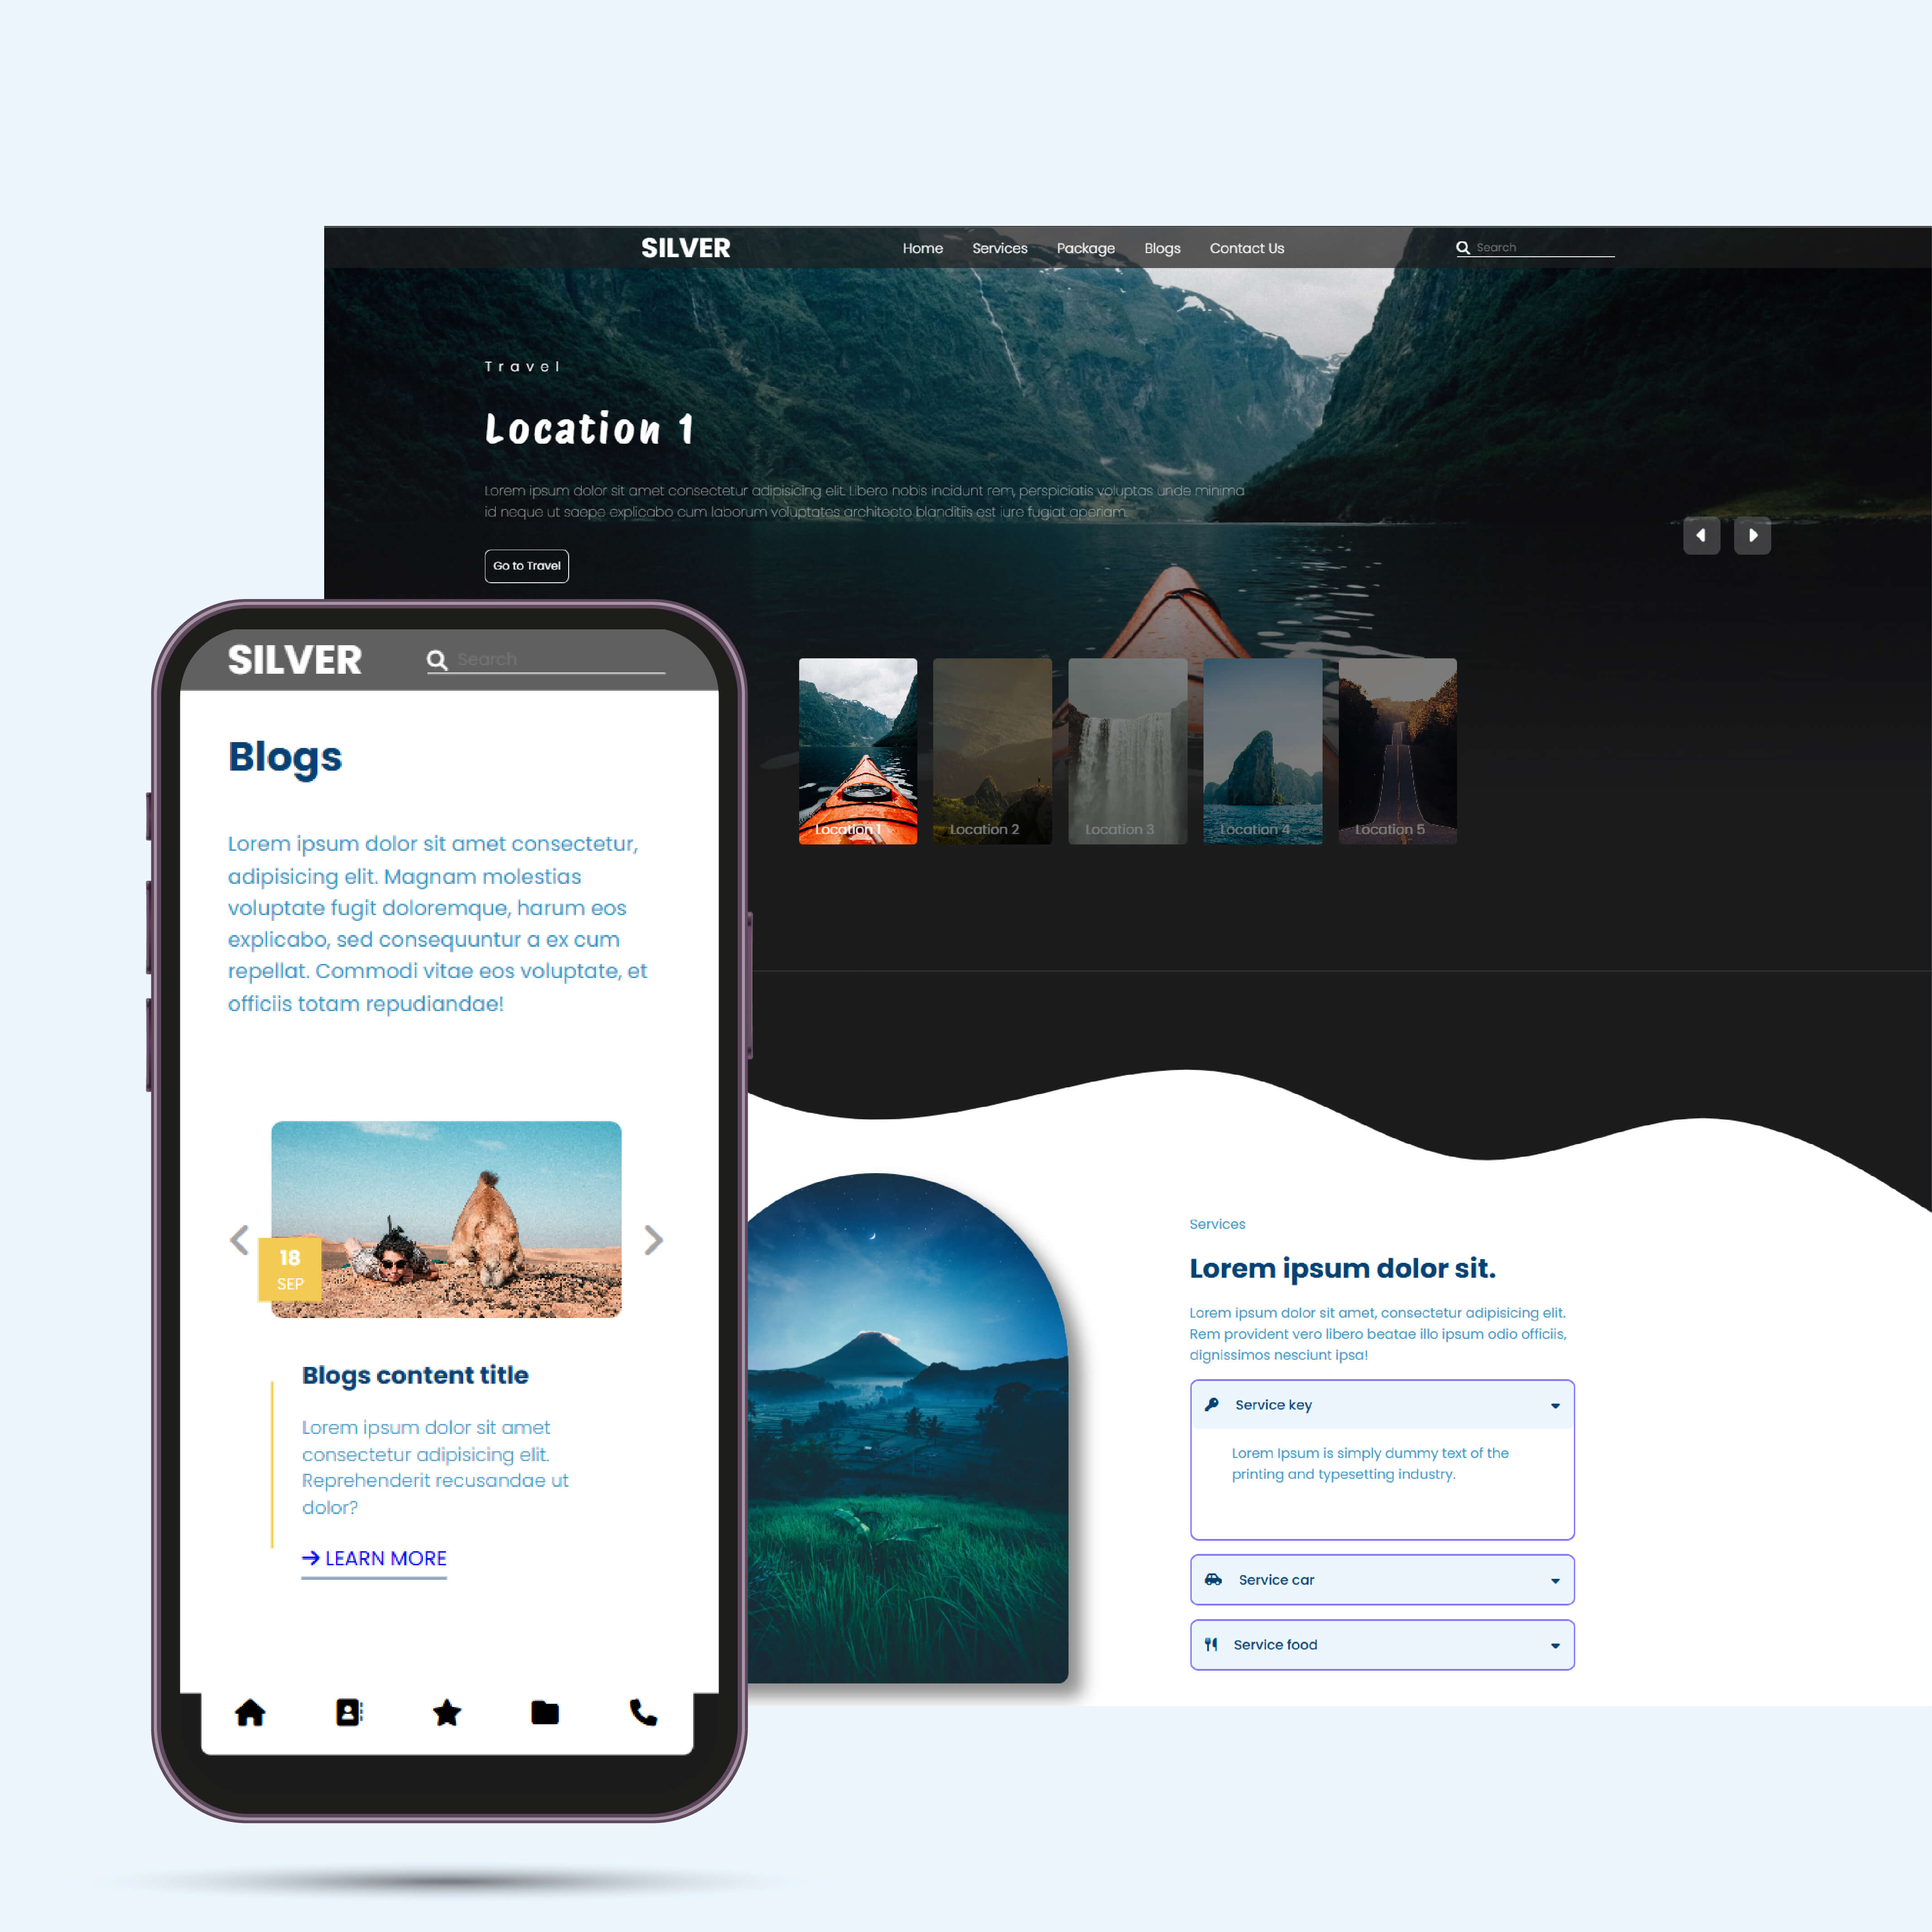 SILVER
Home Services Package Blogs Contact Us
Search
Travel
Location 1
Lorem ipsum dolor sit amet consectetur adipisicing elit. Libero nobis incidunt rem, perspiciatis voluptas unde minima
id neque ut saepe explicabo cum laborum voluptates architecto blanditiis est iure fugiat aperiam.
Go to Travel
Location 1
Location 2
Location 3
Location 4
Location 5
Services
Lorem ipsum dolor sit.
Lorem ipsum dolor sit amet, consectetur adipisicing elit.
Rem provident vero libero beatae illo ipsum odio officiis,
dignissimos nesciunt ipsa!
Service key
Lorem Ipsum is simply dummy text of the
printing and typesetting industry.
Service car
Service food
SILVER
Search
Blogs
Lorem ipsum dolor sit amet consectetur,
adipisicing elit. Magnam molestias
voluptate fugit doloremque, harum eos
explicabo, sed consequuntur a ex cum
repellat. Commodi vitae eos voluptate, et
officiis totam repudiandae!
18
SEP
Blogs content title
Lorem ipsum dolor sit amet
consectetur adipisicing elit.
Reprehenderit recusandae ut
dolor?
→ LEARN MORE